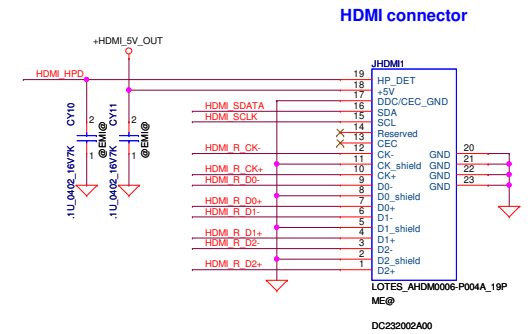 HDMI connector
+HDMI_5V_OUT
JHDMI1
HDMI_HPD 19 HP_DET
18 +5V
17 DDC/CEC_GND
HDMI_SDATA 16 SDA
HDMI_SCLK 15 SCL
14 Reserved
13 CEC
HDMI_R_CK- 12 CK- GND 20
11 CK_shield GND 21
HDMI_R_CK+ 10 CK+ GND 22
HDMI_R_D0- 9 D0- GND 23
8 D0_shield
HDMI_R_D0+ 7 D0+
HDMI_R_D1- 6 D1-
5 D1_shield
HDMI_R_D1+ 4 D1+
HDMI_R_D2- 3 D2-
2 D2_shield
HDMI_R_D2+ 1 D2+
CY10
2
1
@EMI@
.1U_0402_16V7K
CY11
2
1
@EMI@
.1U_0402_16V7K
LOTES_AHDM0006-P004A_19P
ME@
DC232002A00